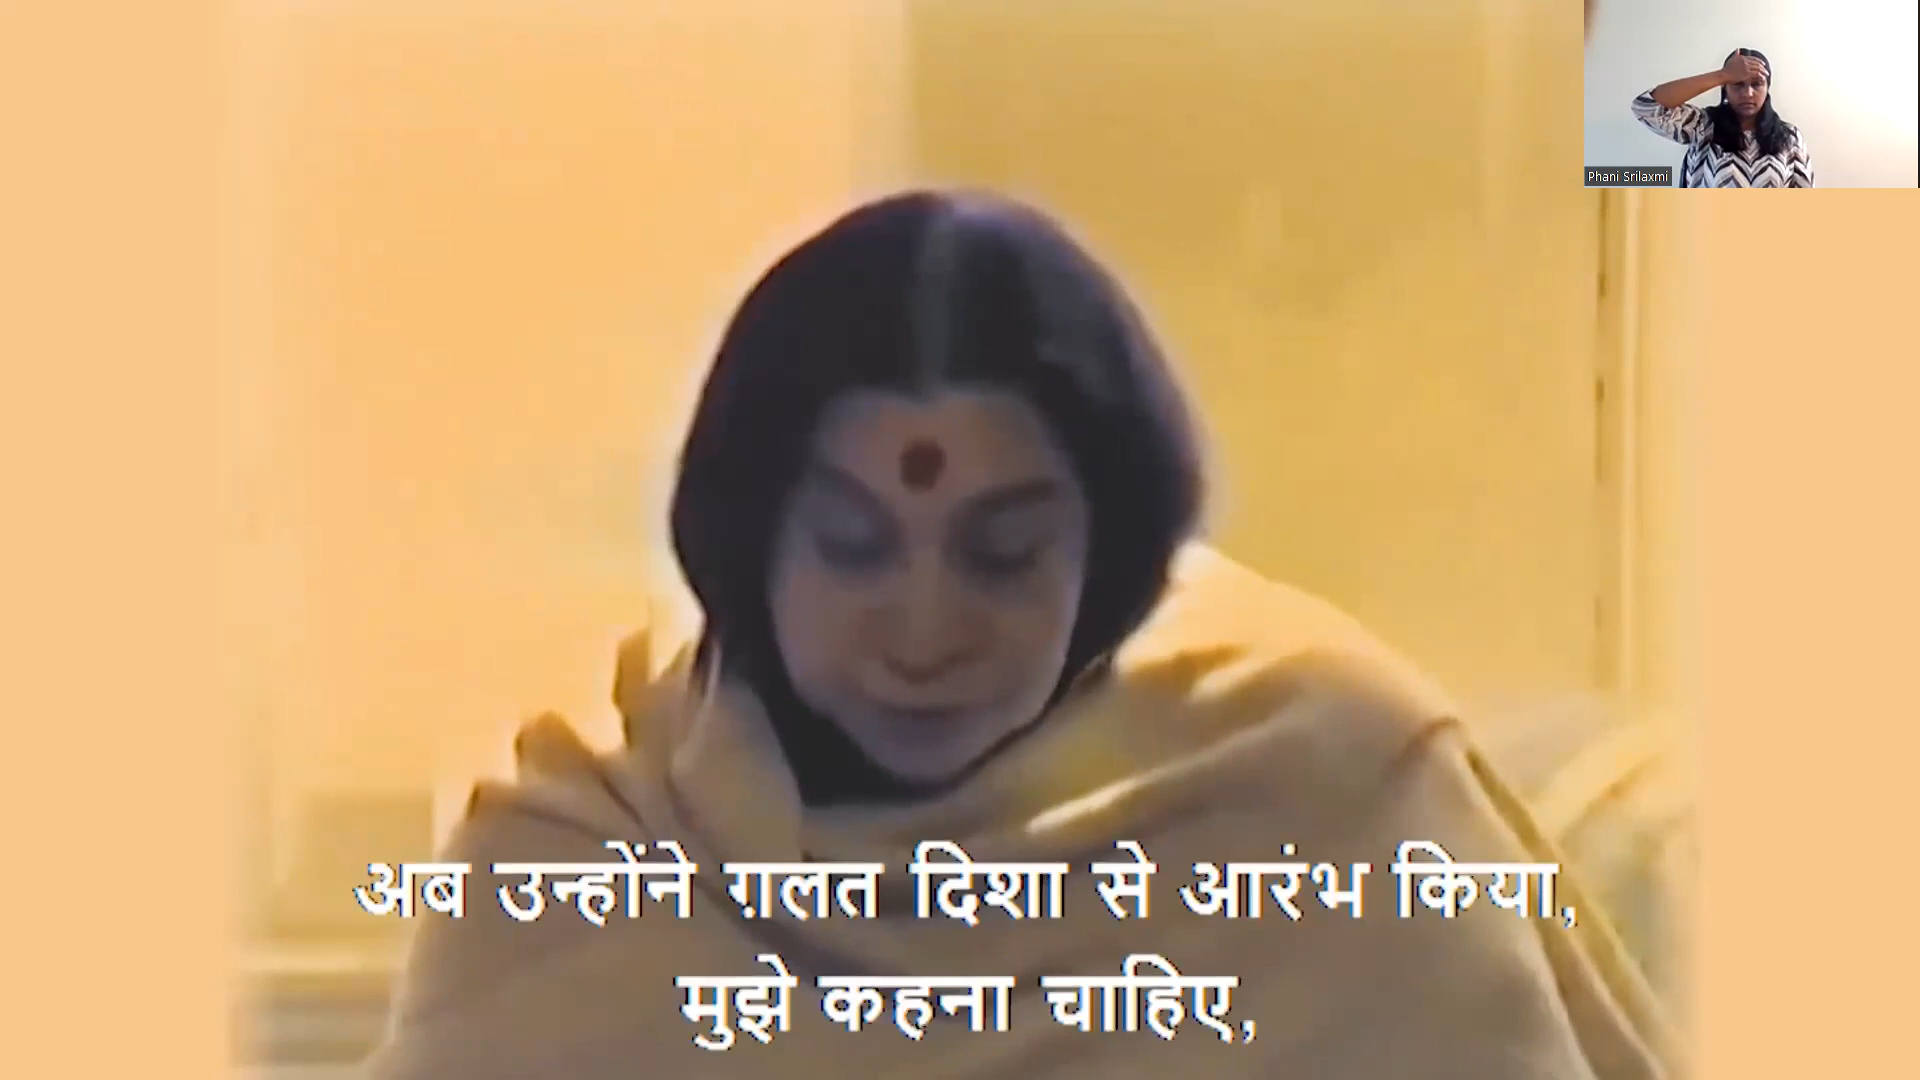 Phani Srilaxmi
अब उन्होंने ग़लत दिशा से आरंभ किया,
मुझे कहना चाहिए,